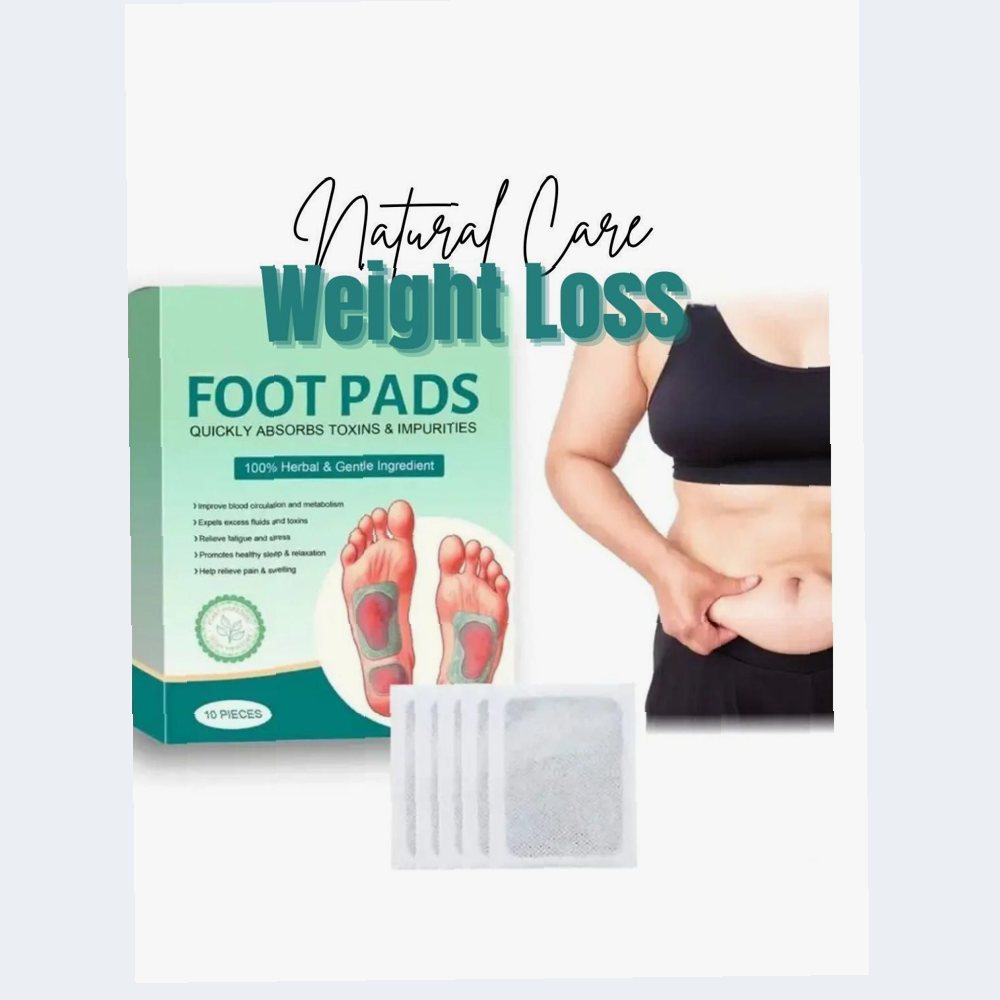 Natural Care
Weight Loss
FOOT PADS
QUICKLY ABSORBS TOXINS & IMPURITIES
100% Herbal & Gentle Ingredient
Improve blood circulation and metabolism
Expels excess fluids and toxins
Relieve fatigue and stress
Promotes healthy sleep & relaxation
Help relieve pain & swelling
10 PIECES